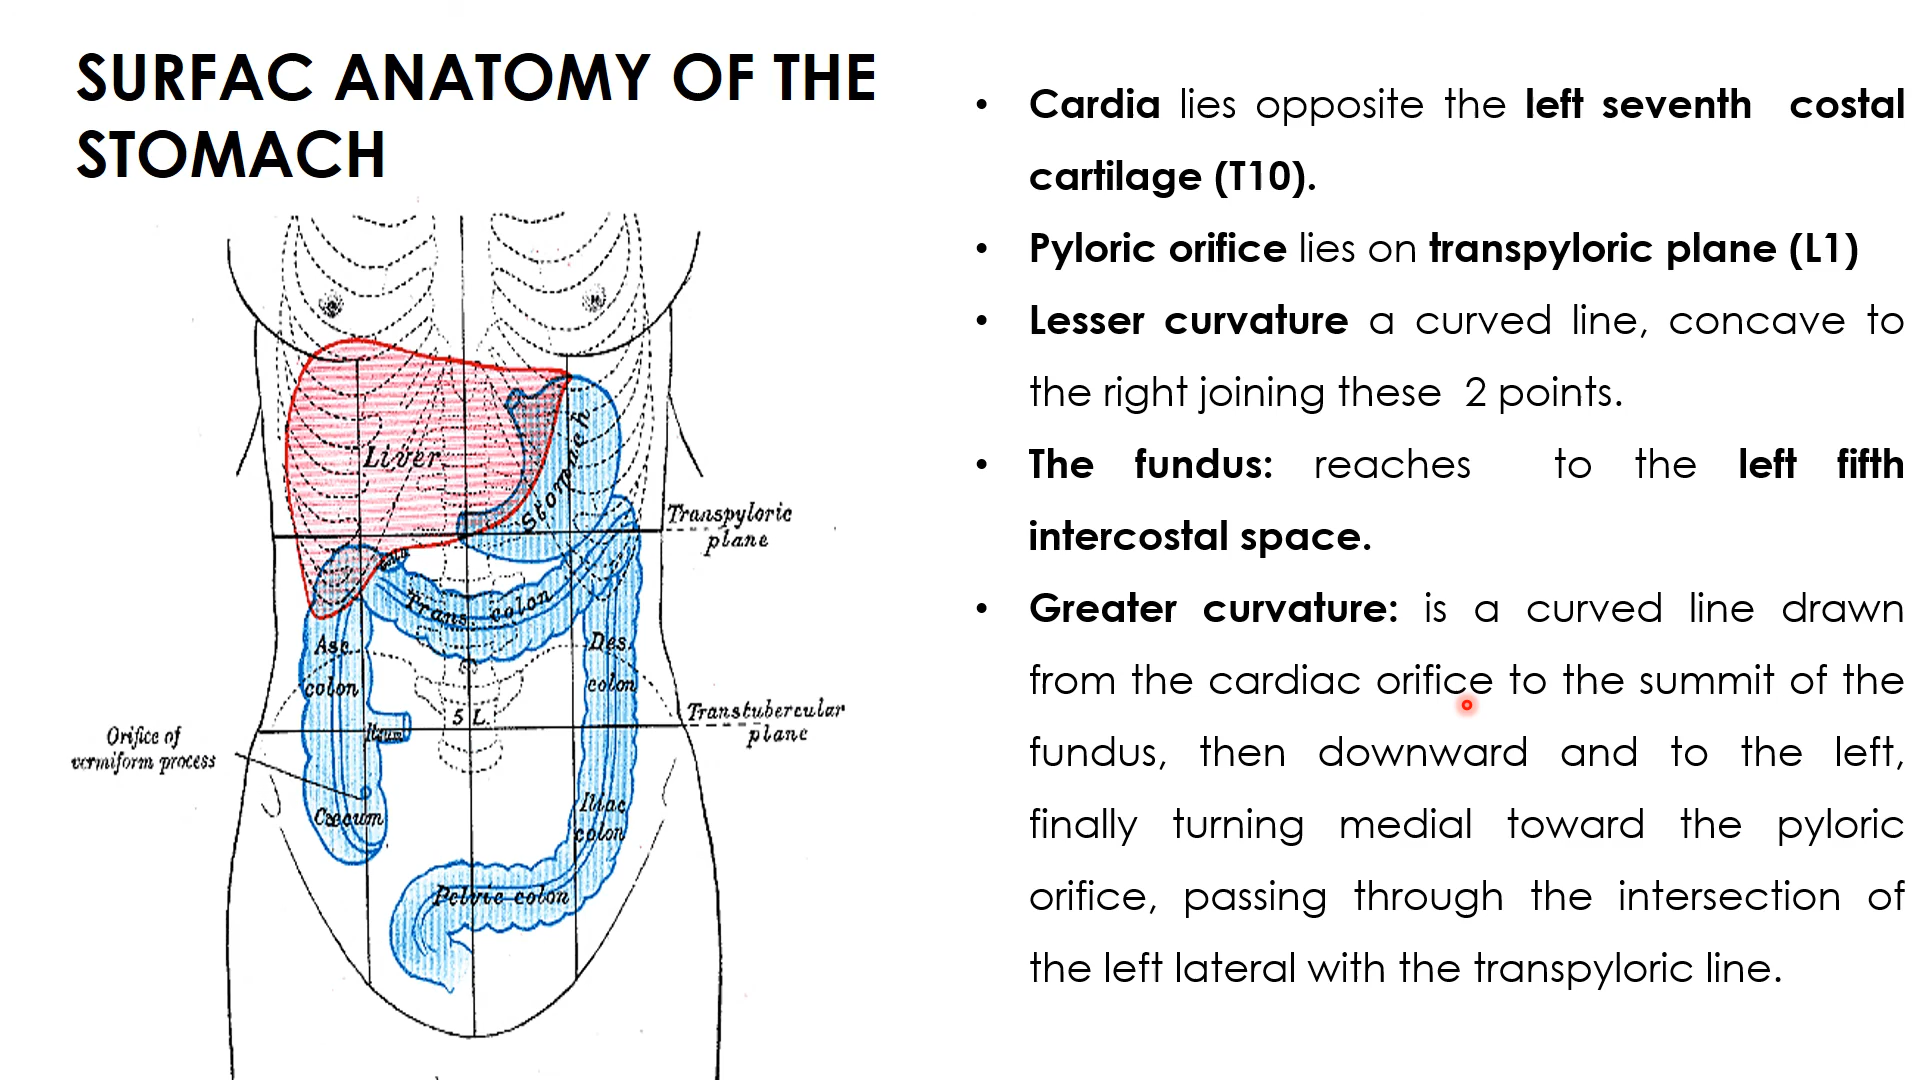 SURFAC ANATOMY OF THE
STOMACH
• Cardia lies opposite the left seventh costal
cartilage (T10).
• Pyloric orifice lies on transpyloric plane (L1)
• Lesser curvature a curved line, concave to
the right joining these 2 points.
• The fundus: reaches to the left fifth
intercostal space.
• Greater curvature: is a curved line drawn
from the cardiac orifice to the summit of the
fundus, then downward and to the left,
finally turning medial toward the pyloric
orifice, passing through the intersection of
the left lateral with the transpyloric line.
Liver
Stomach
Transpyloric
plane
Trans. colon
Asc.
colon
Des.
colon
5 L.
Transtubercular
plane
Ileum
Orifice of
vermiform process
Cæcum
Iliac
colon
Pelvic colon